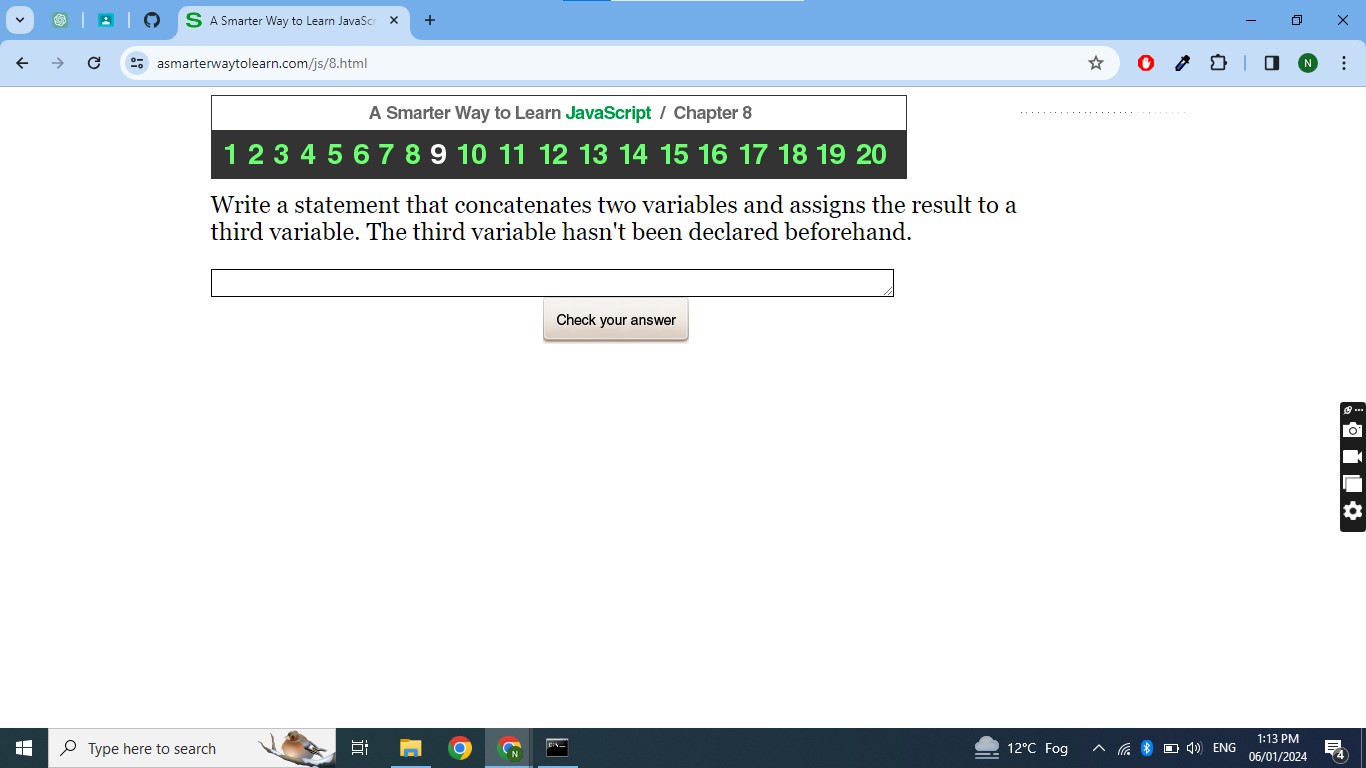 A Smarter Way to Learn JavaScr
asmarterwaytolearn.com/js/8.html
N
A Smarter Way to Learn JavaScript / Chapter 8
1 2 3 4 5 6 7 8 9 10 11 12 13 14 15 16 17 18 19 20
Write a statement that concatenates two variables and assigns the result to a
third variable. The third variable hasn't been declared beforehand.
Check your answer
Type here to search
N
12°C Fog
ENG
1:13 PM
06/01/2024
4